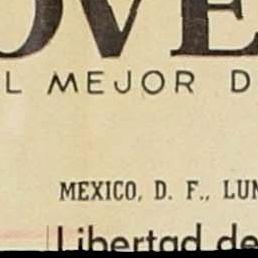 OVE
L MEJOR D
MEXICO, D. F., LUN
Libertad de